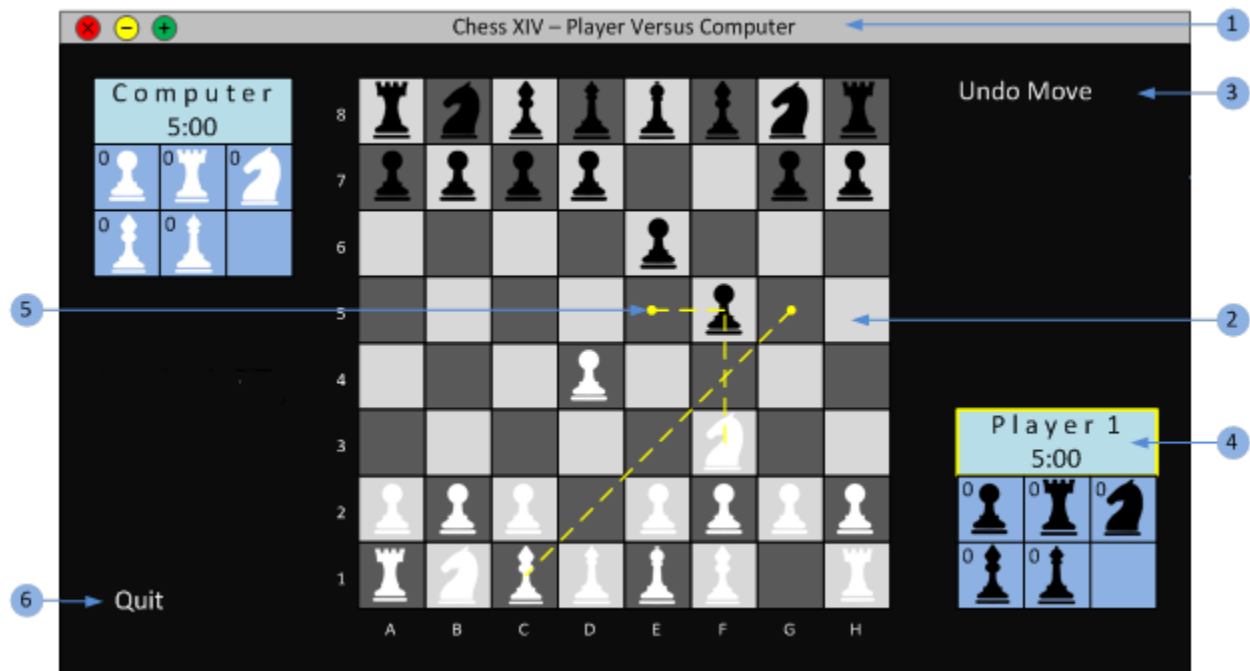 Chess XIV – Player Versus Computer
1
Computer
5:00
0 0 0
0 0
Undo Move
3
8
7
6
5
4
3
2
1
5
2
Player 1
5:00
4
0 0 0
0 0
6
Quit
A B C D E F G H